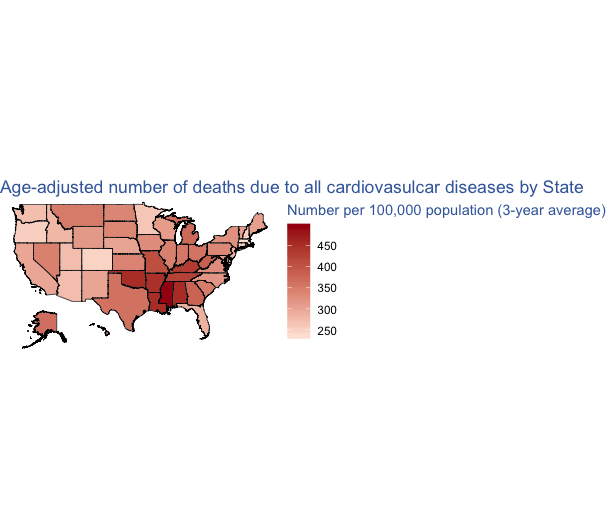 Age-adjusted number of deaths due to all cardiovasulcar diseases by State
Number per 100,000 population (3-year average)
450
400
350
300
250